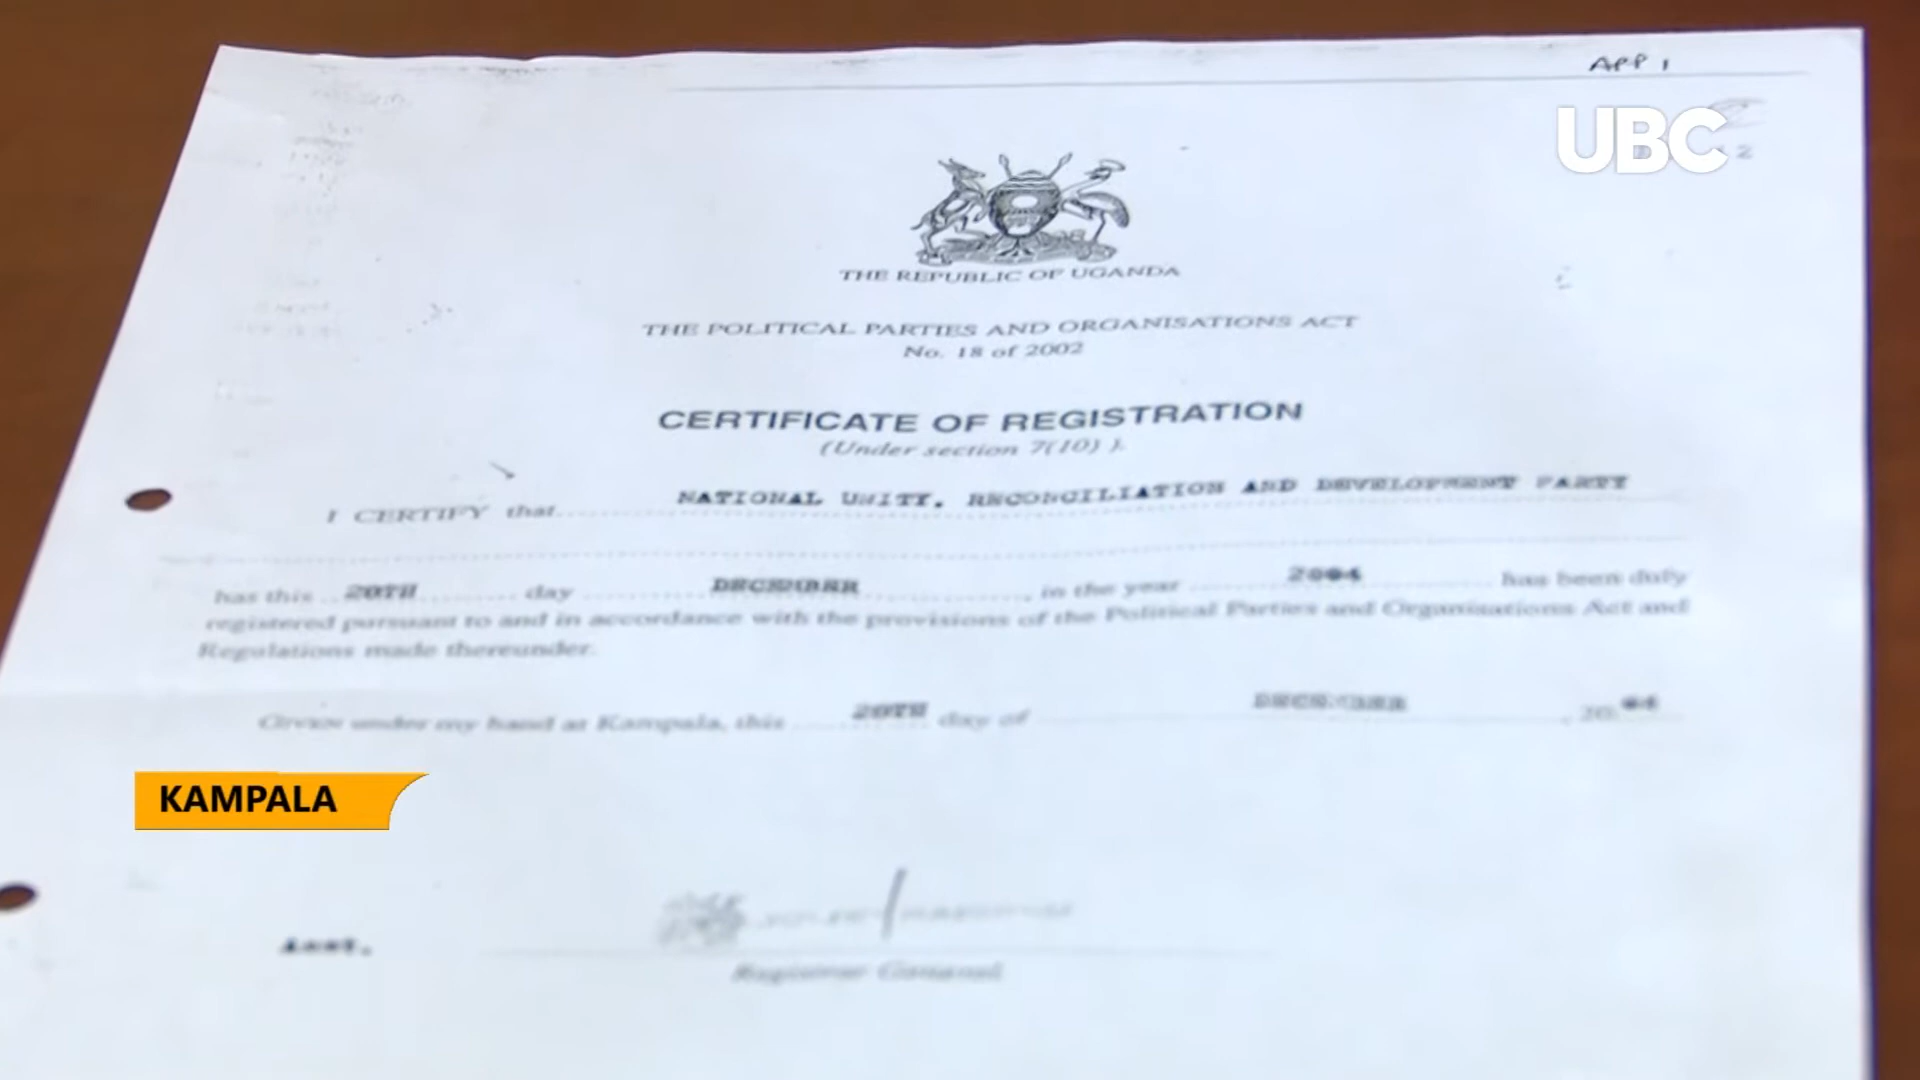 APP 1
UBC
THE REPUBLIC OF UGANDA
THE POLITICAL PARTIES AND ORGANISATIONS ACT
No. 18 of 2002
CERTIFICATE OF REGISTRATION
(Under section 7(10) ).
I CERTIFY that NATIONAL UNITY, RECONCILIATION AND DEVELOPMENT PARTY
has this 20TH day DECEMBER, in the year 2004 has been duly
registered pursuant to and in accordance with the provisions of the Political Parties and Organisations Act and
Regulations made thereunder.
Given under my hand at Kampala, this 20TH day of DECEMBER, 2004
KAMPALA
Asst.
Registrar General